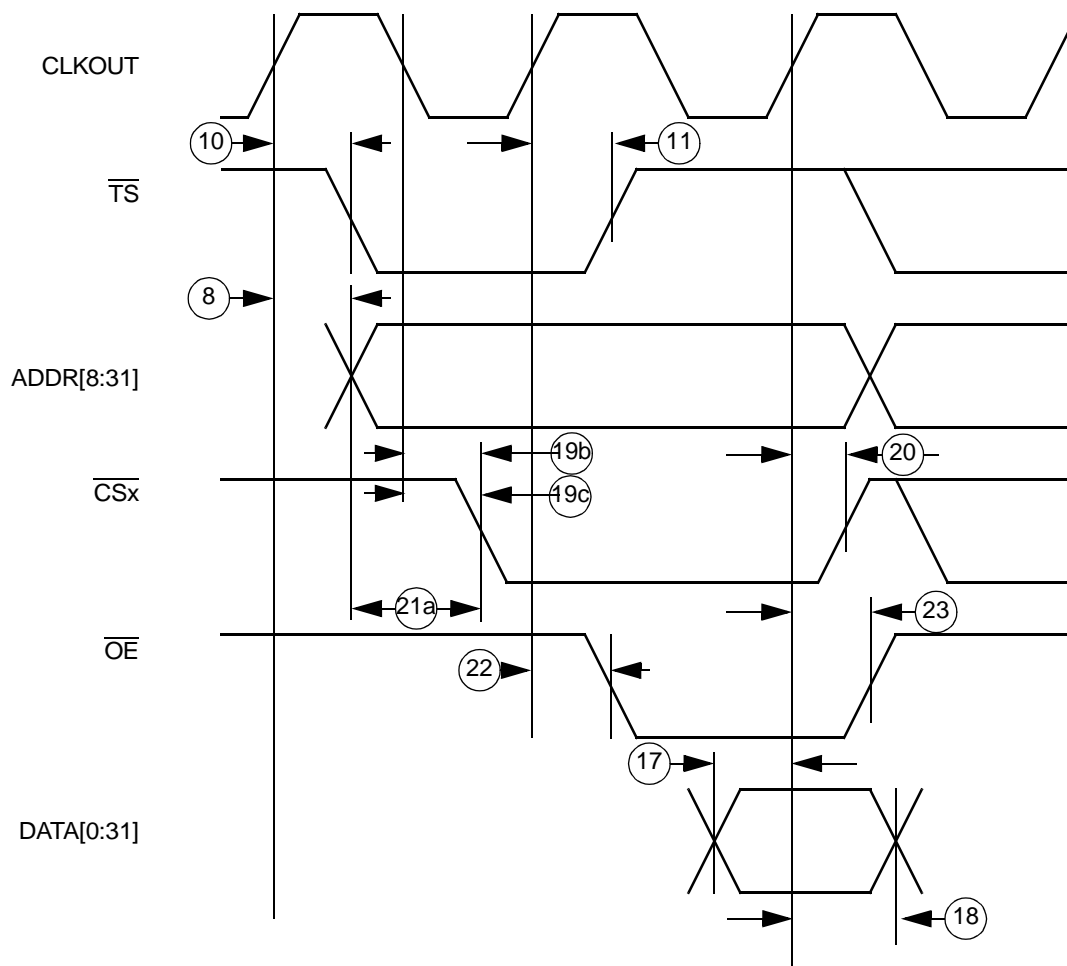 CLKOUT
10
11
TS
8
ADDR[8:31]
19b
20
CSx
19c
21a
23
OE
22
17
DATA[0:31]
18